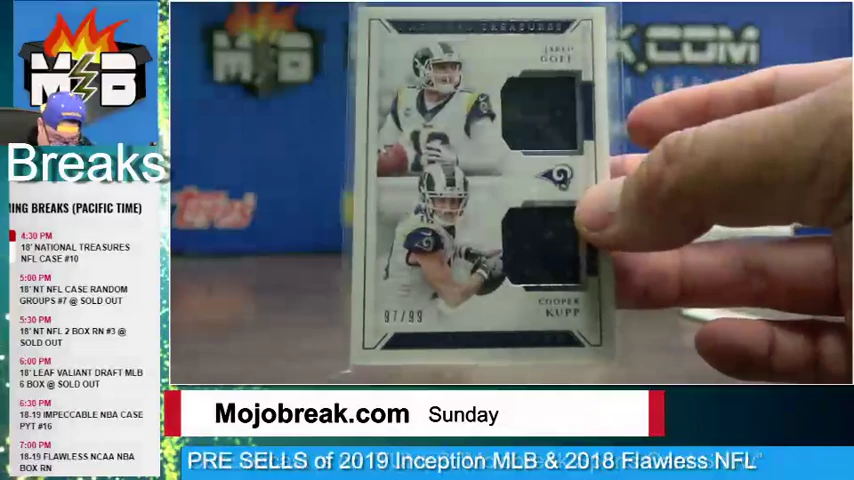 M B
Breaks
ING BREAKS (PACIFIC TIME)
4:30 PM
18' NATIONAL TREASURES
NFL CASE #10
5:00 PM
18' NT NFL CASE RANDOM
GROUPS #7 @ SOLD OUT
5:30 PM
18' NT NFL 2 BOX RN #3 @
SOLD OUT
6:00 PM
18' LEAF VALIANT DRAFT MLB
6 BOX @ SOLD OUT
6:30 PM
18-19 IMPECCABLE NBA CASE
PYT #16
7:00 PM
18-19 FLAWLESS NCAA NBA
BOX RN
M B
K.COM
TREASURES
JARED
GOFF
topps
COOPER
KUPP
97/99
Mojobreak.com Sunday
PRE SELLS of 2019 Inception MLB & 2018 Flawless NFL